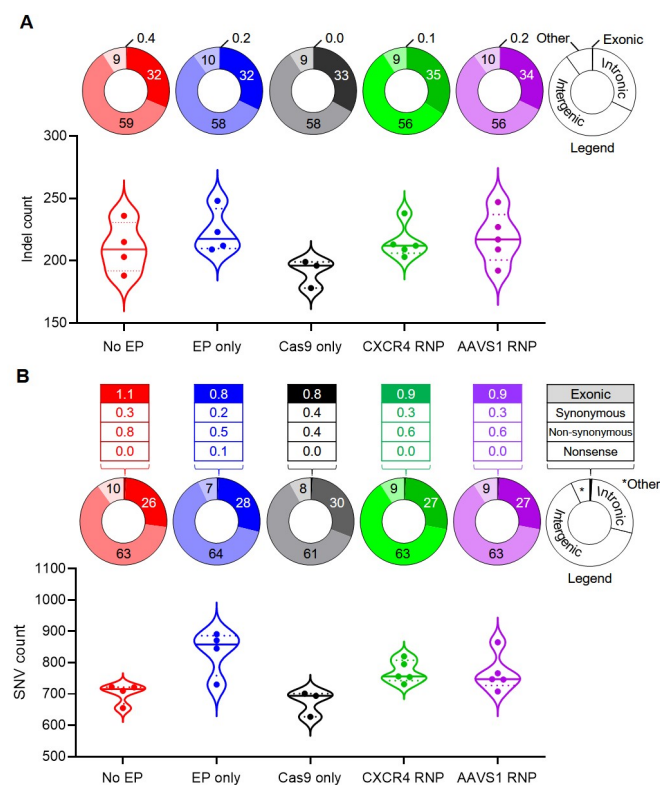 A
0.4
0.2
0.0
0.1
0.2
Other
Exonic
9
32
59
10
32
58
9
33
58
9
35
56
10
34
56
Intronic
Intergenic
Legend
300
250
200
150
Indel count
No EP
EP only
Cas9 only
CXCR4 RNP
AAVS1 RNP
B
1.1
0.8
0.8
0.9
0.9
Exonic
0.3
0.2
0.4
0.3
0.3
Synonymous
0.8
0.5
0.4
0.6
0.6
Non-synonymous
0.0
0.1
0.0
0.0
0.0
Nonsense
10
26
63
7
28
64
8
30
61
9
27
63
9
27
63
*
*Other
Intronic
Intergenic
Legend
1100
1000
900
800
700
600
500
SNV count
No EP
EP only
Cas9 only
CXCR4 RNP
AAVS1 RNP